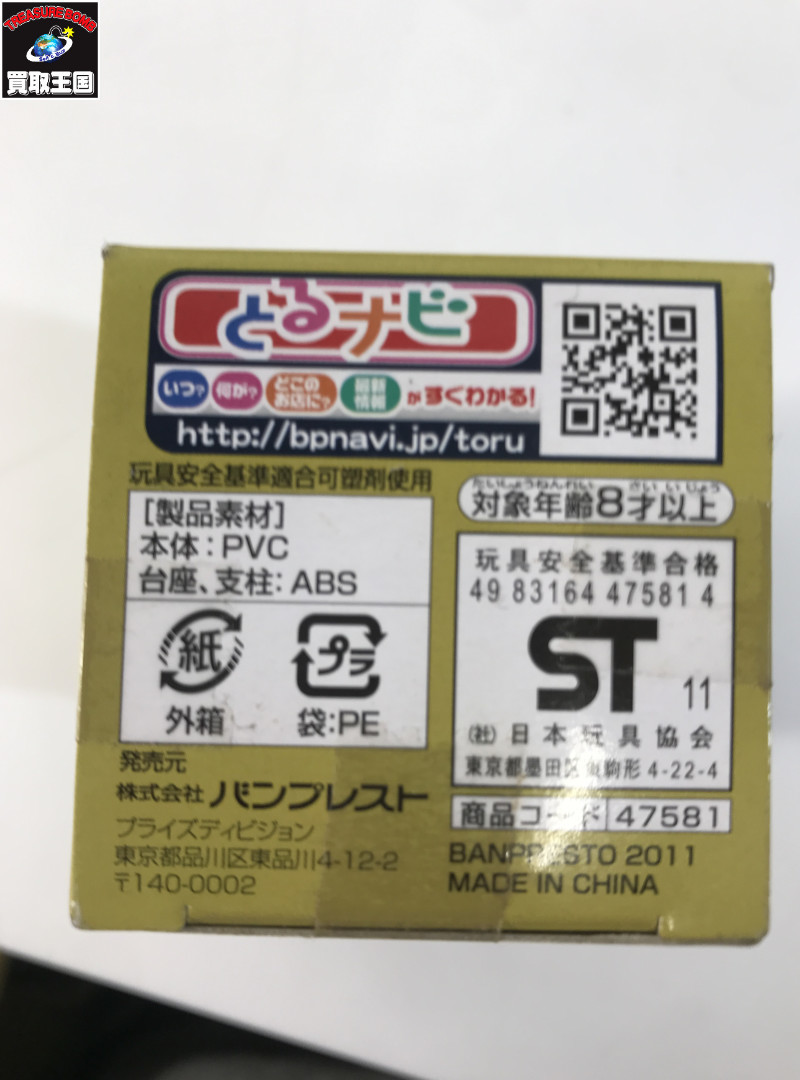 TREASURE BOMB
買取王国
とるナビ
いつ? 何が? どこのお店に? 最新情報 がすぐわかる!
http://bpnavi.jp/toru
玩具安全基準適合可塑剤使用
[製品素材]
本体:PVC
台座、支柱:ABS
紙
外箱
プラ
袋:PE
発売元
株式会社 バンプレスト
プライズディビジョン
東京都品川区東品川4-12-2
〒140-0002
たいしょうねんれい さい いじょう
対象年齢8才以上
玩具安全基準合格
49 83164 47581 4
ST 11
(社)日本玩具協会
東京都墨田区東駒形 4-22-4
商品コード 47581
BANPRESTO 2011
MADE IN CHINA